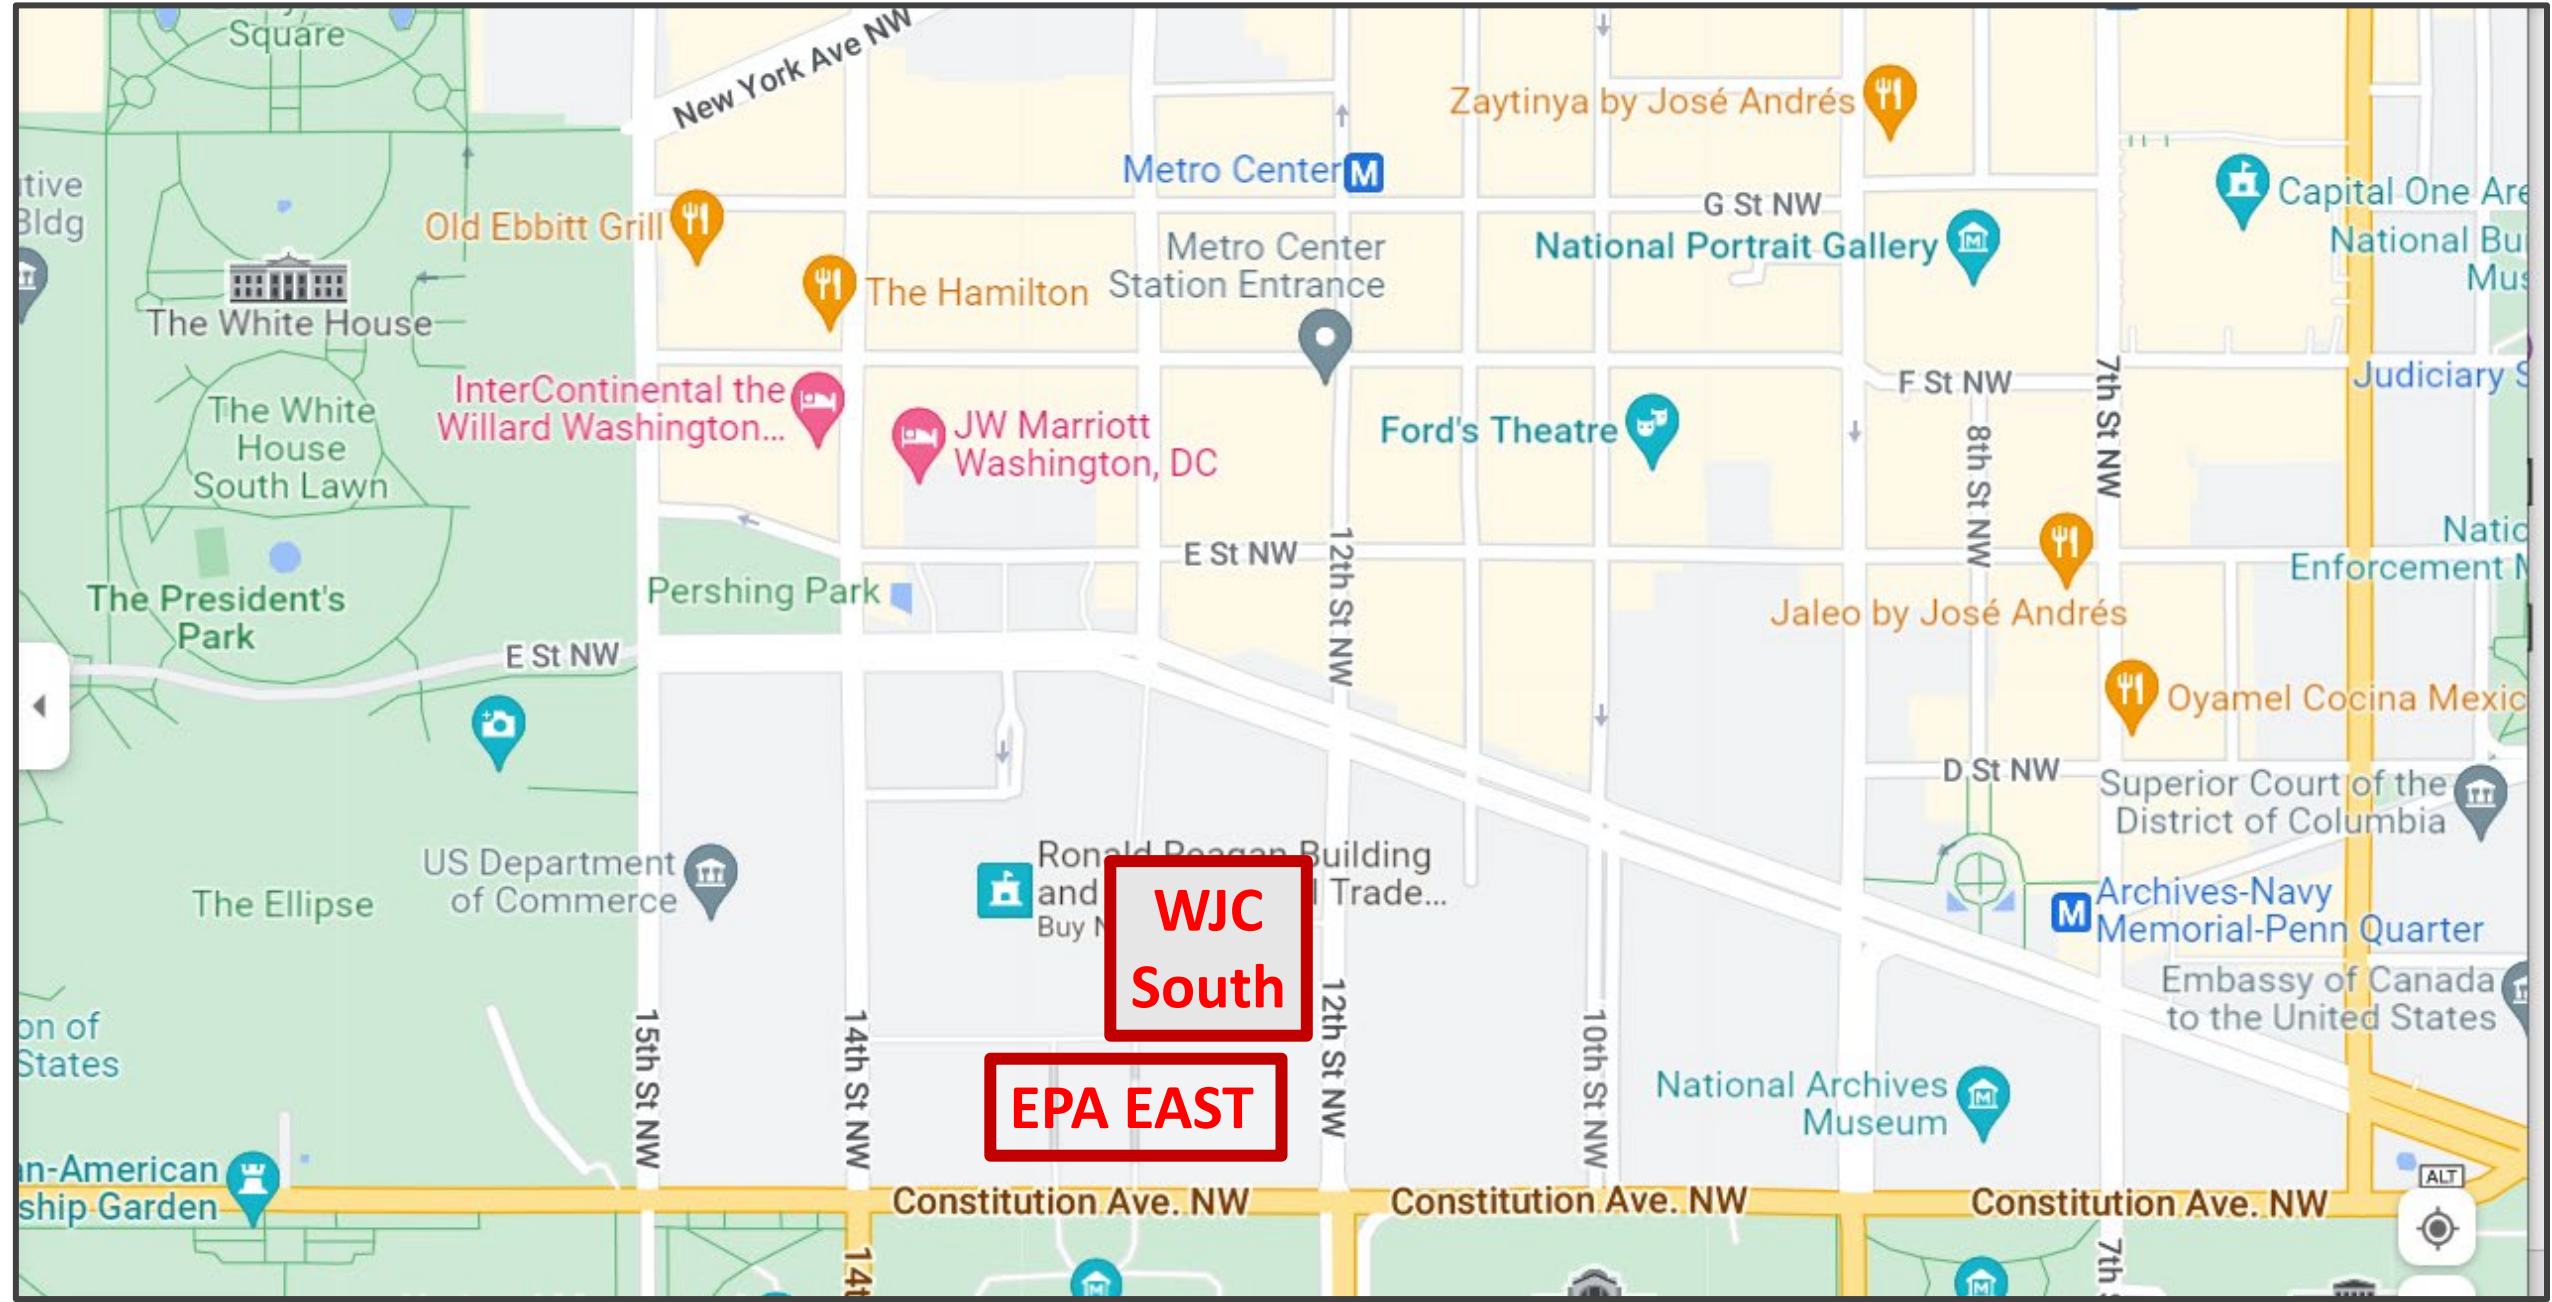 Square
New York Ave NW
Zaytinya by José Andrés
Metro Center
M
tive
Bldg
Old Ebbitt Grill
G St NW
Capital One Are
National Portrait Gallery
Metro Center
Station Entrance
National Bui
Mus
The Hamilton
The White House
InterContinental the
Willard Washington...
F St NW
7th St NW
Judiciary S
The White
House
South Lawn
JW Marriott
Washington, DC
Ford's Theatre
8th St NW
E St NW
12th St NW
Natio
Enforcement M
Pershing Park
The President's
Park
Jaleo by José Andrés
E St NW
Oyamel Cocina Mexic
D St NW
Superior Court of the
District of Columbia
US Department
of Commerce
Ronald Reagan Building
and
l Trade...
Buy N
The Ellipse
WJC
South
M
Archives-Navy
Memorial-Penn Quarter
Embassy of Canada
to the United States
on of
States
15th St NW
14th St NW
12th St NW
10th St NW
EPA EAST
National Archives
Museum
an-American
ship Garden
ALT
Constitution Ave. NW
Constitution Ave. NW
Constitution Ave. NW
14t
7th S